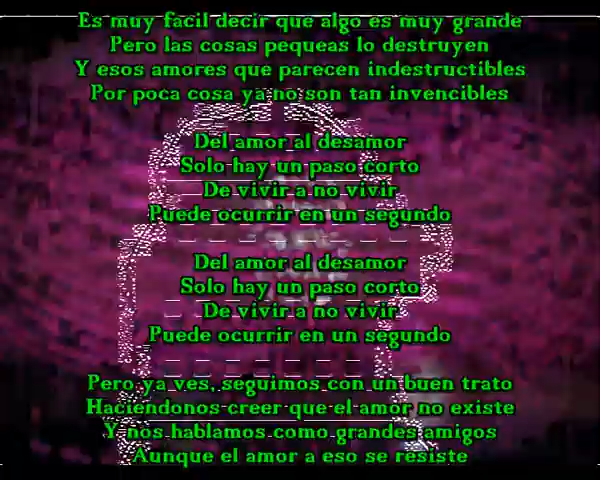 Es muy facil decir que algo es muy grande
Pero las cosas pequeas lo destruyen
Y esos amores que parecen indestructibles
Por poca cosa ya no son tan invencibles
Del amor al desamor
Solo hay un paso corto
De vivir a no vivir
Puede ocurrir en un segundo
Del amor al desamor
Solo hay un paso corto
De vivir a no vivir
Puede ocurrir en un segundo
Pero ya ves, seguimos con un buen trato
Haciendonos creer que el amor no existe
Y nos hablamos como grandes amigos
Aunque el amor a eso se resiste